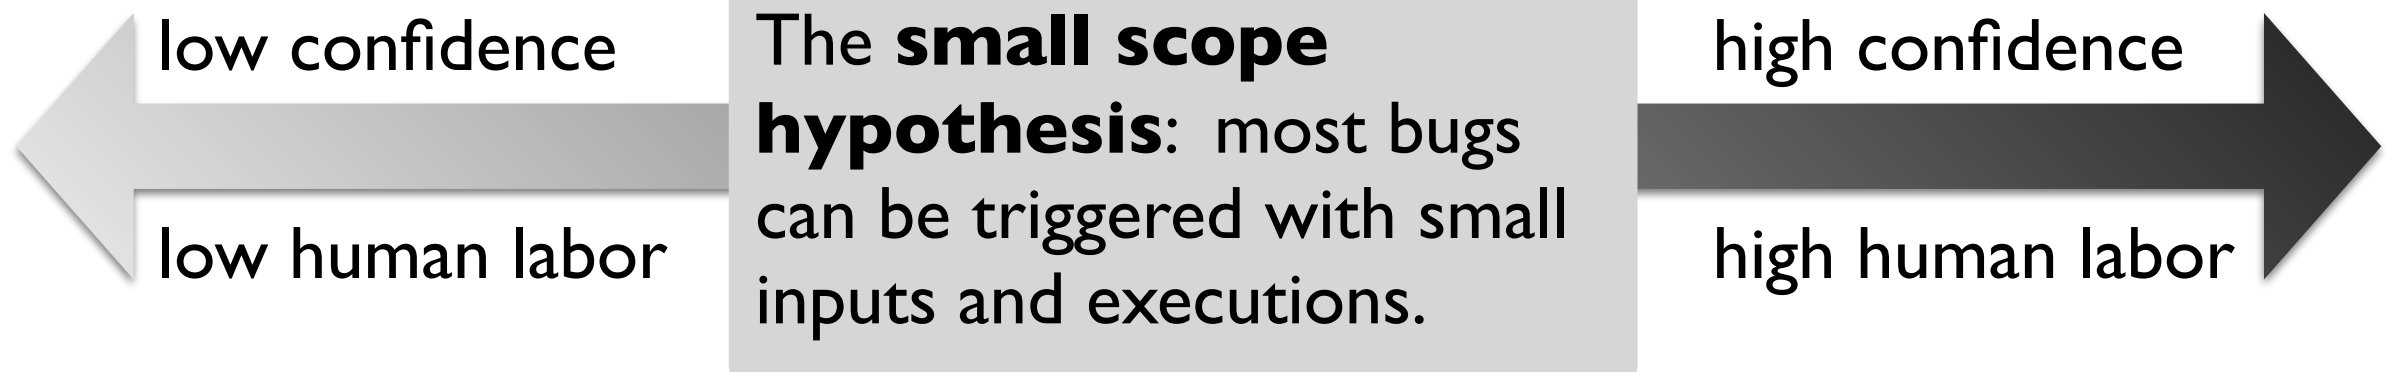 low confidence
low human labor
The small scope
hypothesis: most bugs
can be triggered with small
inputs and executions.
high confidence
high human labor